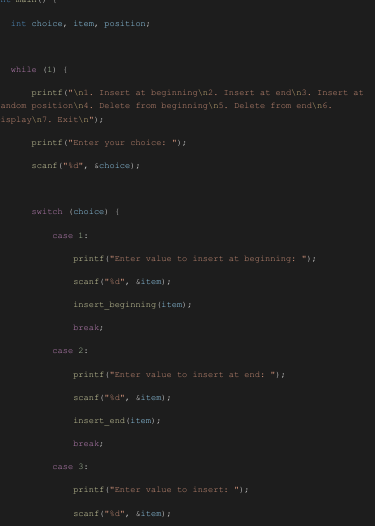 nt main() {
int choice, item, position;
while (1) {
printf("\n1. Insert at beginning\n2. Insert at end\n3. Insert at
andom position\n4. Delete from beginning\n5. Delete from end\n6.
isplay\n7. Exit\n");
printf("Enter your choice: ");
scanf("%d", &choice);
switch (choice) {
case 1:
printf("Enter value to insert at beginning: ");
scanf("%d", &item);
insert_beginning(item);
break;
case 2:
printf("Enter value to insert at end: ");
scanf("%d", &item);
insert_end(item);
break;
case 3:
printf("Enter value to insert: ");
scanf("%d", &item);